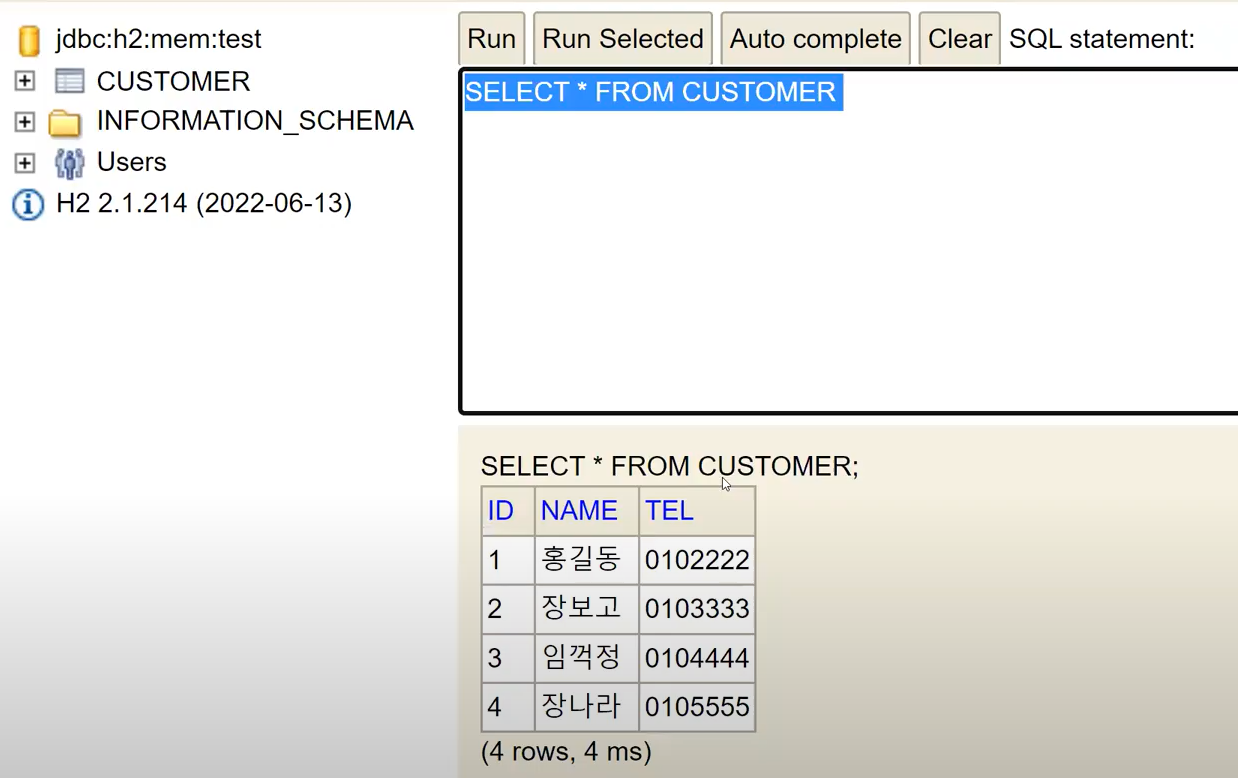 jdbc:h2:mem:test
CUSTOMER
INFORMATION_SCHEMA
Users
H2 2.1.214 (2022-06-13)
Run Run Selected Auto complete Clear SQL statement:
SELECT * FROM CUSTOMER
SELECT * FROM CUSTOMER;
ID NAME TEL
1 홍길동 0102222
2 장보고 0103333
3 임꺽정 0104444
4 장나라 0105555
(4 rows, 4 ms)